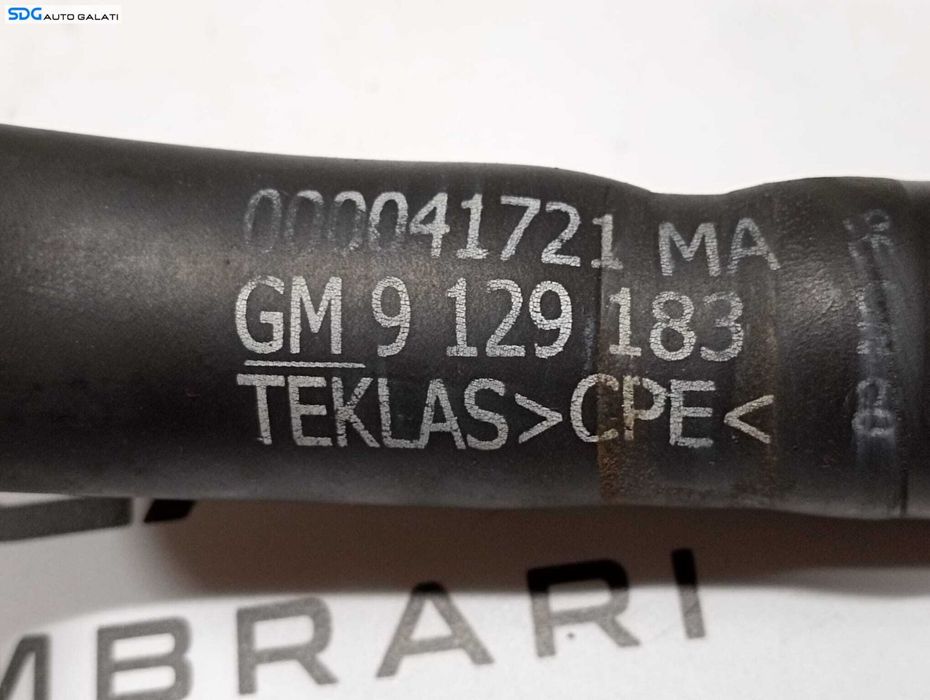 SDG AUTO GALATI
000041721 MA
GM 9 129 183
TEKLAS>CPE<
MBRARI